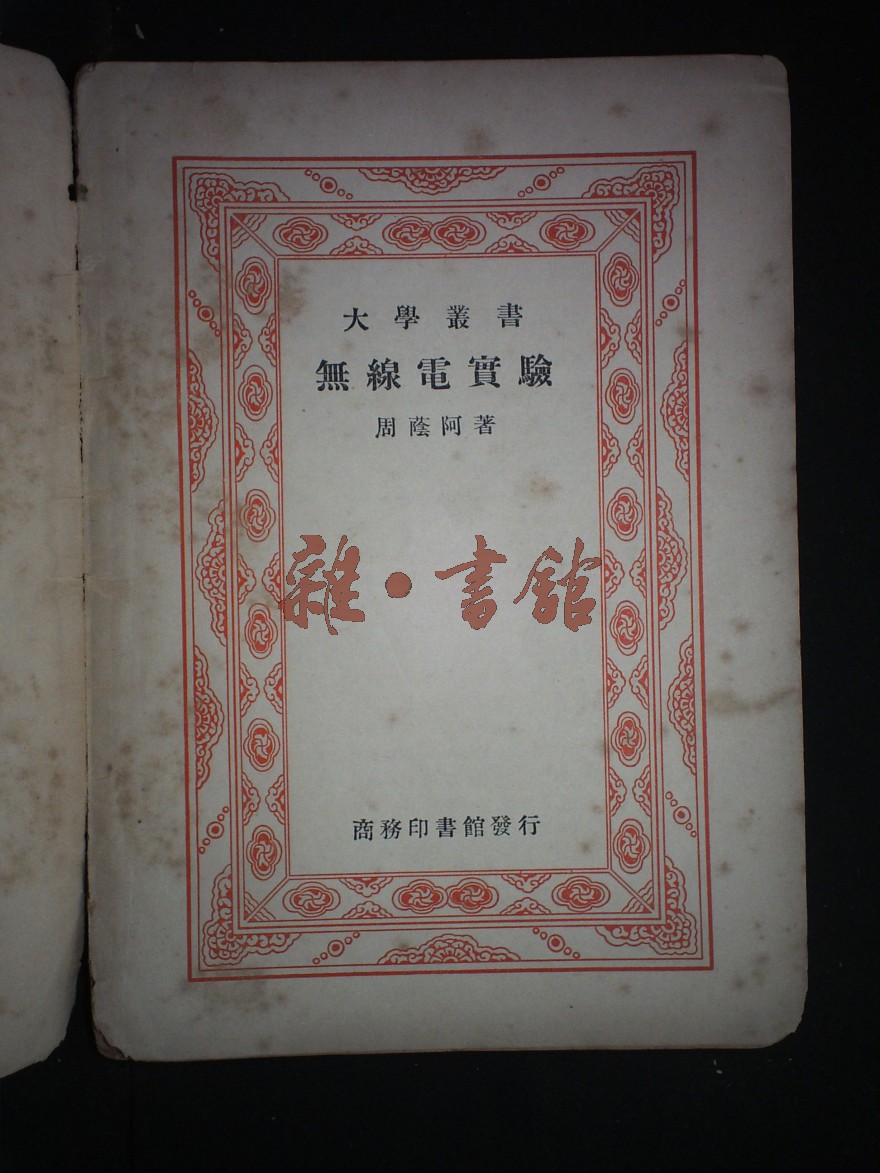 大學叢書
無線電實驗
周蔭阿著
雜·書館
商務印書館發行